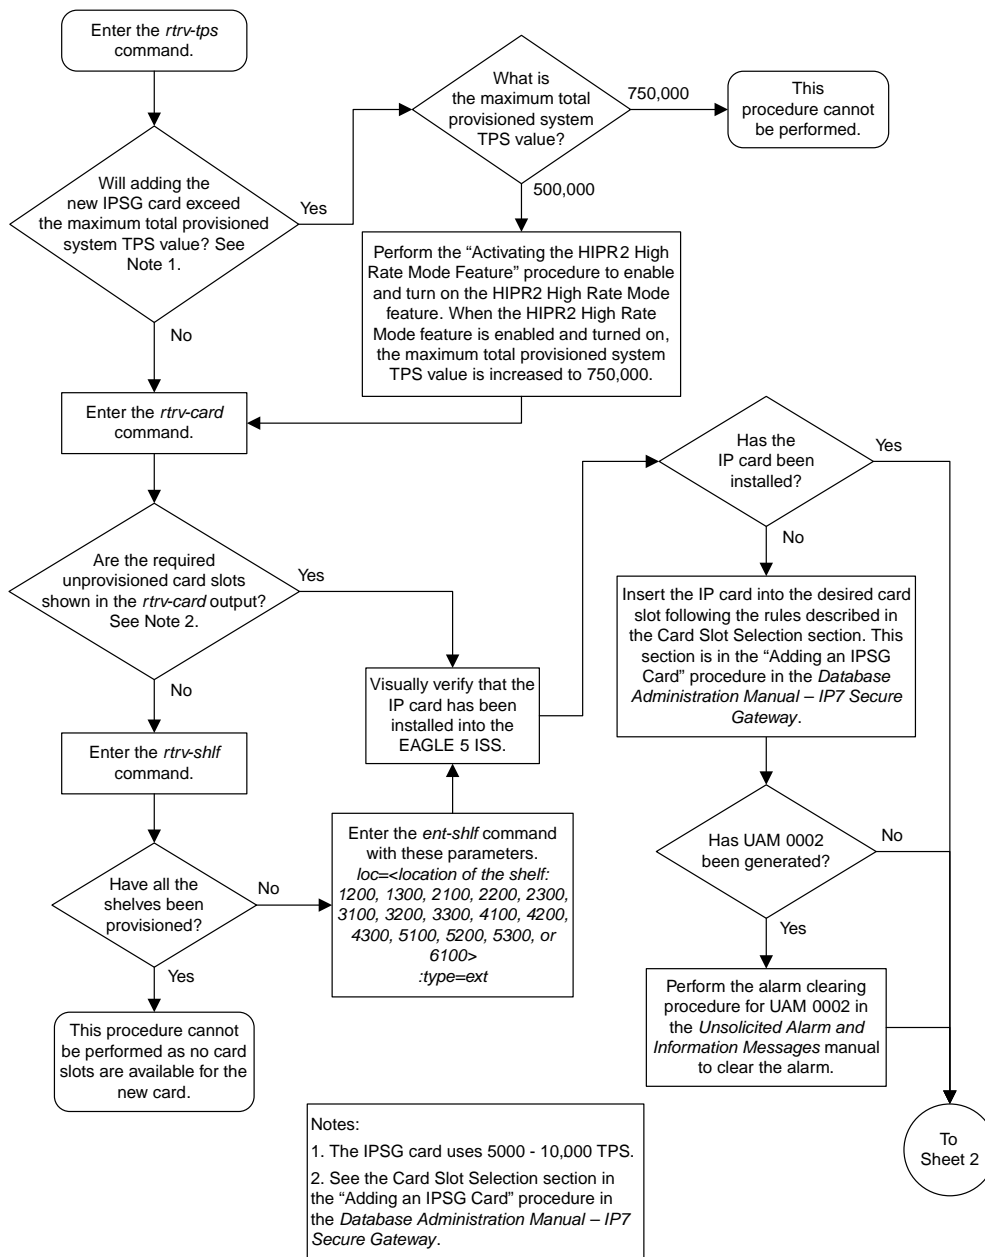 Enter the rtrv-tps
command.
What is
the maximum total
provisioned system
TPS value?
750,000
This
procedure cannot
be performed.
500,000
Will adding the
new IPSG card exceed
the maximum total provisioned
system TPS value? See
Note 1.
Yes
No
Perform the “Activating the HIPR2 High
Rate Mode Feature” procedure to enable
and turn on the HIPR2 High Rate Mode
feature. When the HIPR2 High Rate
Mode feature is enabled and turned on,
the maximum total provisioned system
TPS value is increased to 750,000.
Enter the rtrv-card
command.
Are the required
unprovisioned card slots
shown in the rtrv-card output?
See Note 2.
Yes
No
Enter the rtrv-shlf
command.
Have all the
shelves been
provisioned?
No
Yes
This procedure cannot
be performed as no card
slots are available for the
new card.
Visually verify that the
IP card has been
installed into the
EAGLE 5 ISS.
Enter the ent-shlf command
with these parameters.
loc=<location of the shelf:
1200, 1300, 2100, 2200, 2300,
3100, 3200, 3300, 4100, 4200,
4300, 5100, 5200, 5300, or
6100>
:type=ext
Has the
IP card been
installed?
Yes
No
Insert the IP card into the desired card
slot following the rules described in
the Card Slot Selection section. This
section is in the “Adding an IPSG
Card” procedure in the Database
Administration Manual – IP7 Secure
Gateway.
Has UAM 0002
been generated?
No
Yes
Perform the alarm clearing
procedure for UAM 0002 in
the Unsolicited Alarm and
Information Messages manual
to clear the alarm.
To
Sheet 2
Notes:
1. The IPSG card uses 5000 - 10,000 TPS.
2. See the Card Slot Selection section in
the “Adding an IPSG Card” procedure in
the Database Administration Manual – IP7
Secure Gateway.